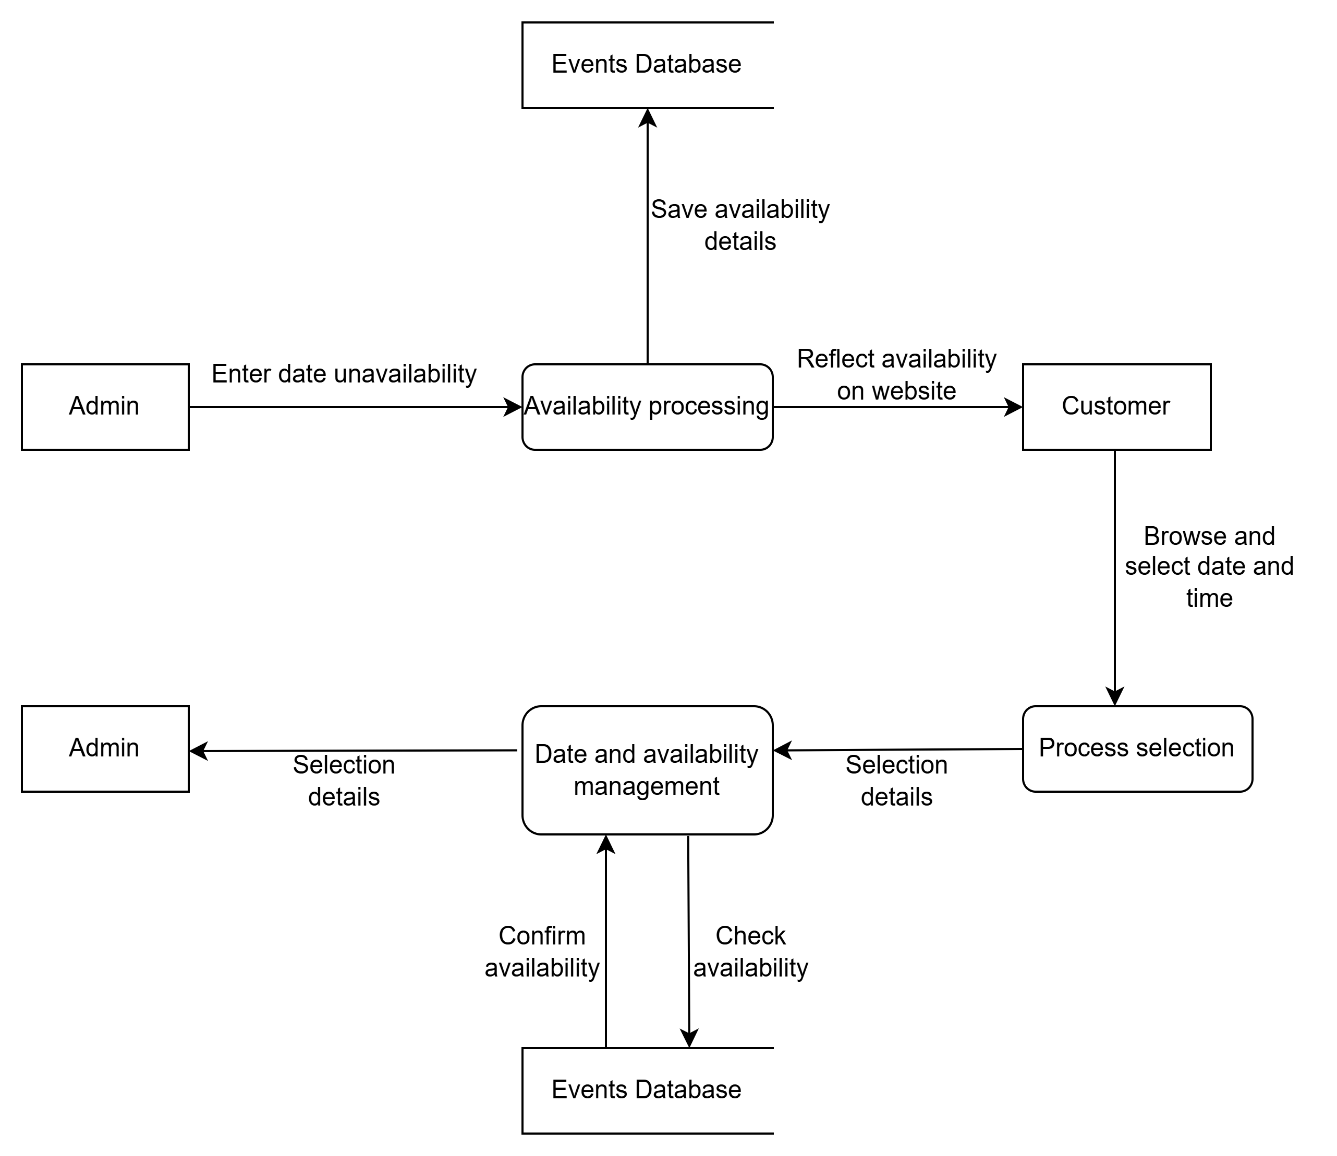 Events Database
Save availability
details
Admin
Enter date unavailability
Availability processing
Reflect availability
on website
Customer
Browse and
select date and
time
Admin
Selection
details
Date and availability
management
Selection
details
Process selection
Confirm
availability
Check
availability
Events Database